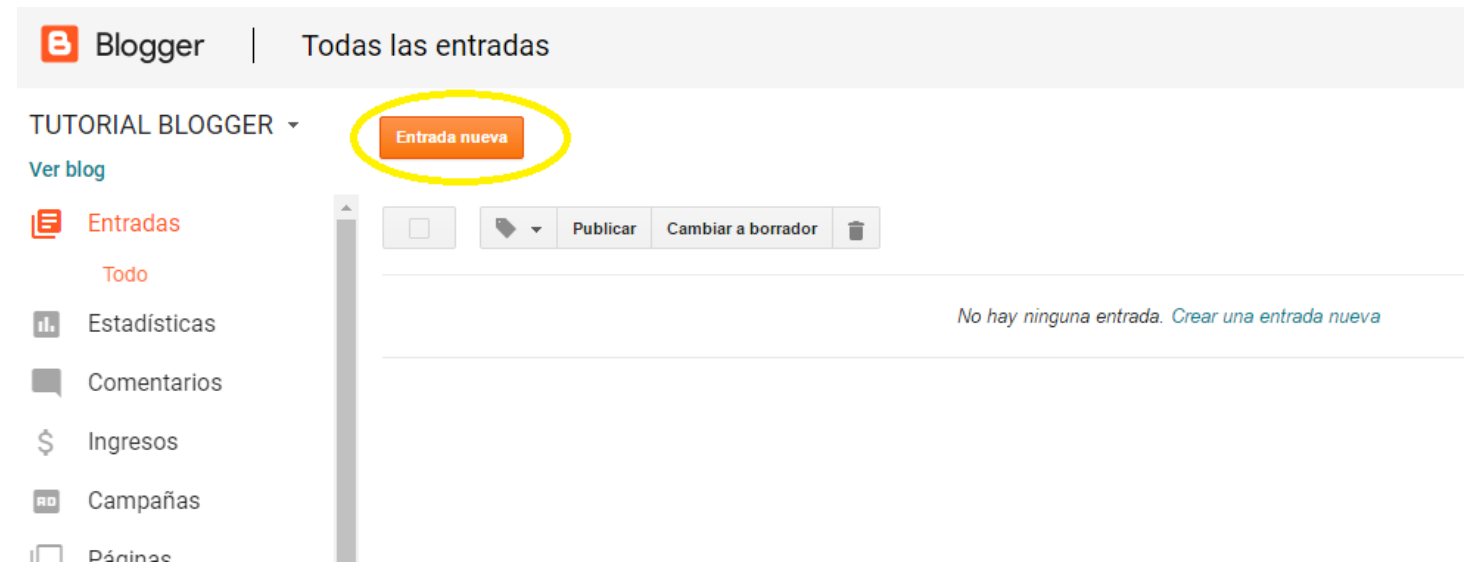 Blogger | Todas las entradas
TUTORIAL BLOGGER
Entrada nueva
Ver blog
Entradas
Publicar Cambiar a borrador
Todo
No hay ninguna entrada. Crear una entrada nueva
Estadísticas
Comentarios
Ingresos
Campañas
Páginas